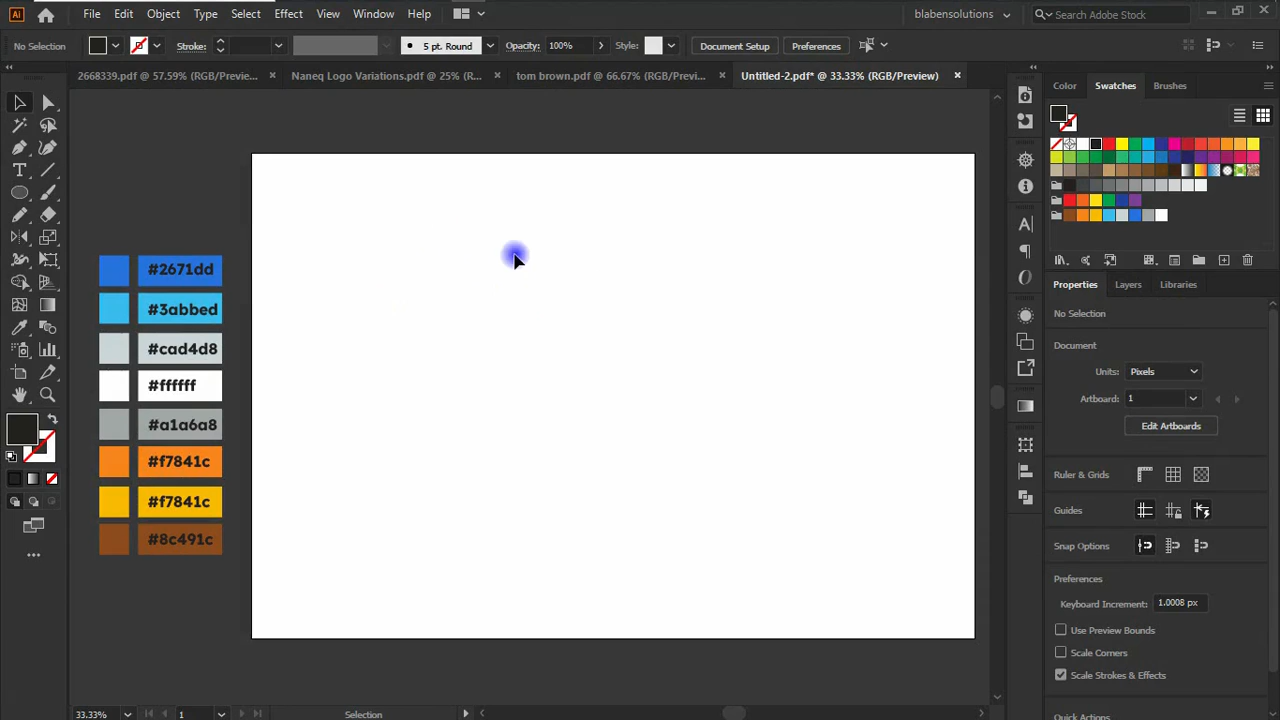 Ai File Edit Object Type Select Effect View Window Help blabensolutions Search Adobe Stock
No Selection Stroke: 5 pt. Round Opacity: 100% Style: Document Setup Preferences
2668339.pdf @ 57.59% (RGB/Previe... Naneq Logo Variations.pdf @ 25% (R... tom brown.pdf @ 66.67% (RGB/Previ... Untitled-2.pdf* @ 33.33% (RGB/Preview)
Color Swatches Brushes
#2671dd
#3abbed
#cad4d8
#ffffff
#a1a6a8
#f7841c
#f7841c
#8c491c
Properties Layers Libraries
No Selection
Document
Units: Pixels
Artboard: 1
Edit Artboards
Ruler & Grids
Guides
Snap Options
Preferences
Keyboard Increment: 1.0008 px
Use Preview Bounds
Scale Corners
Scale Strokes & Effects
Quick Actions
33.33% 1 Selection